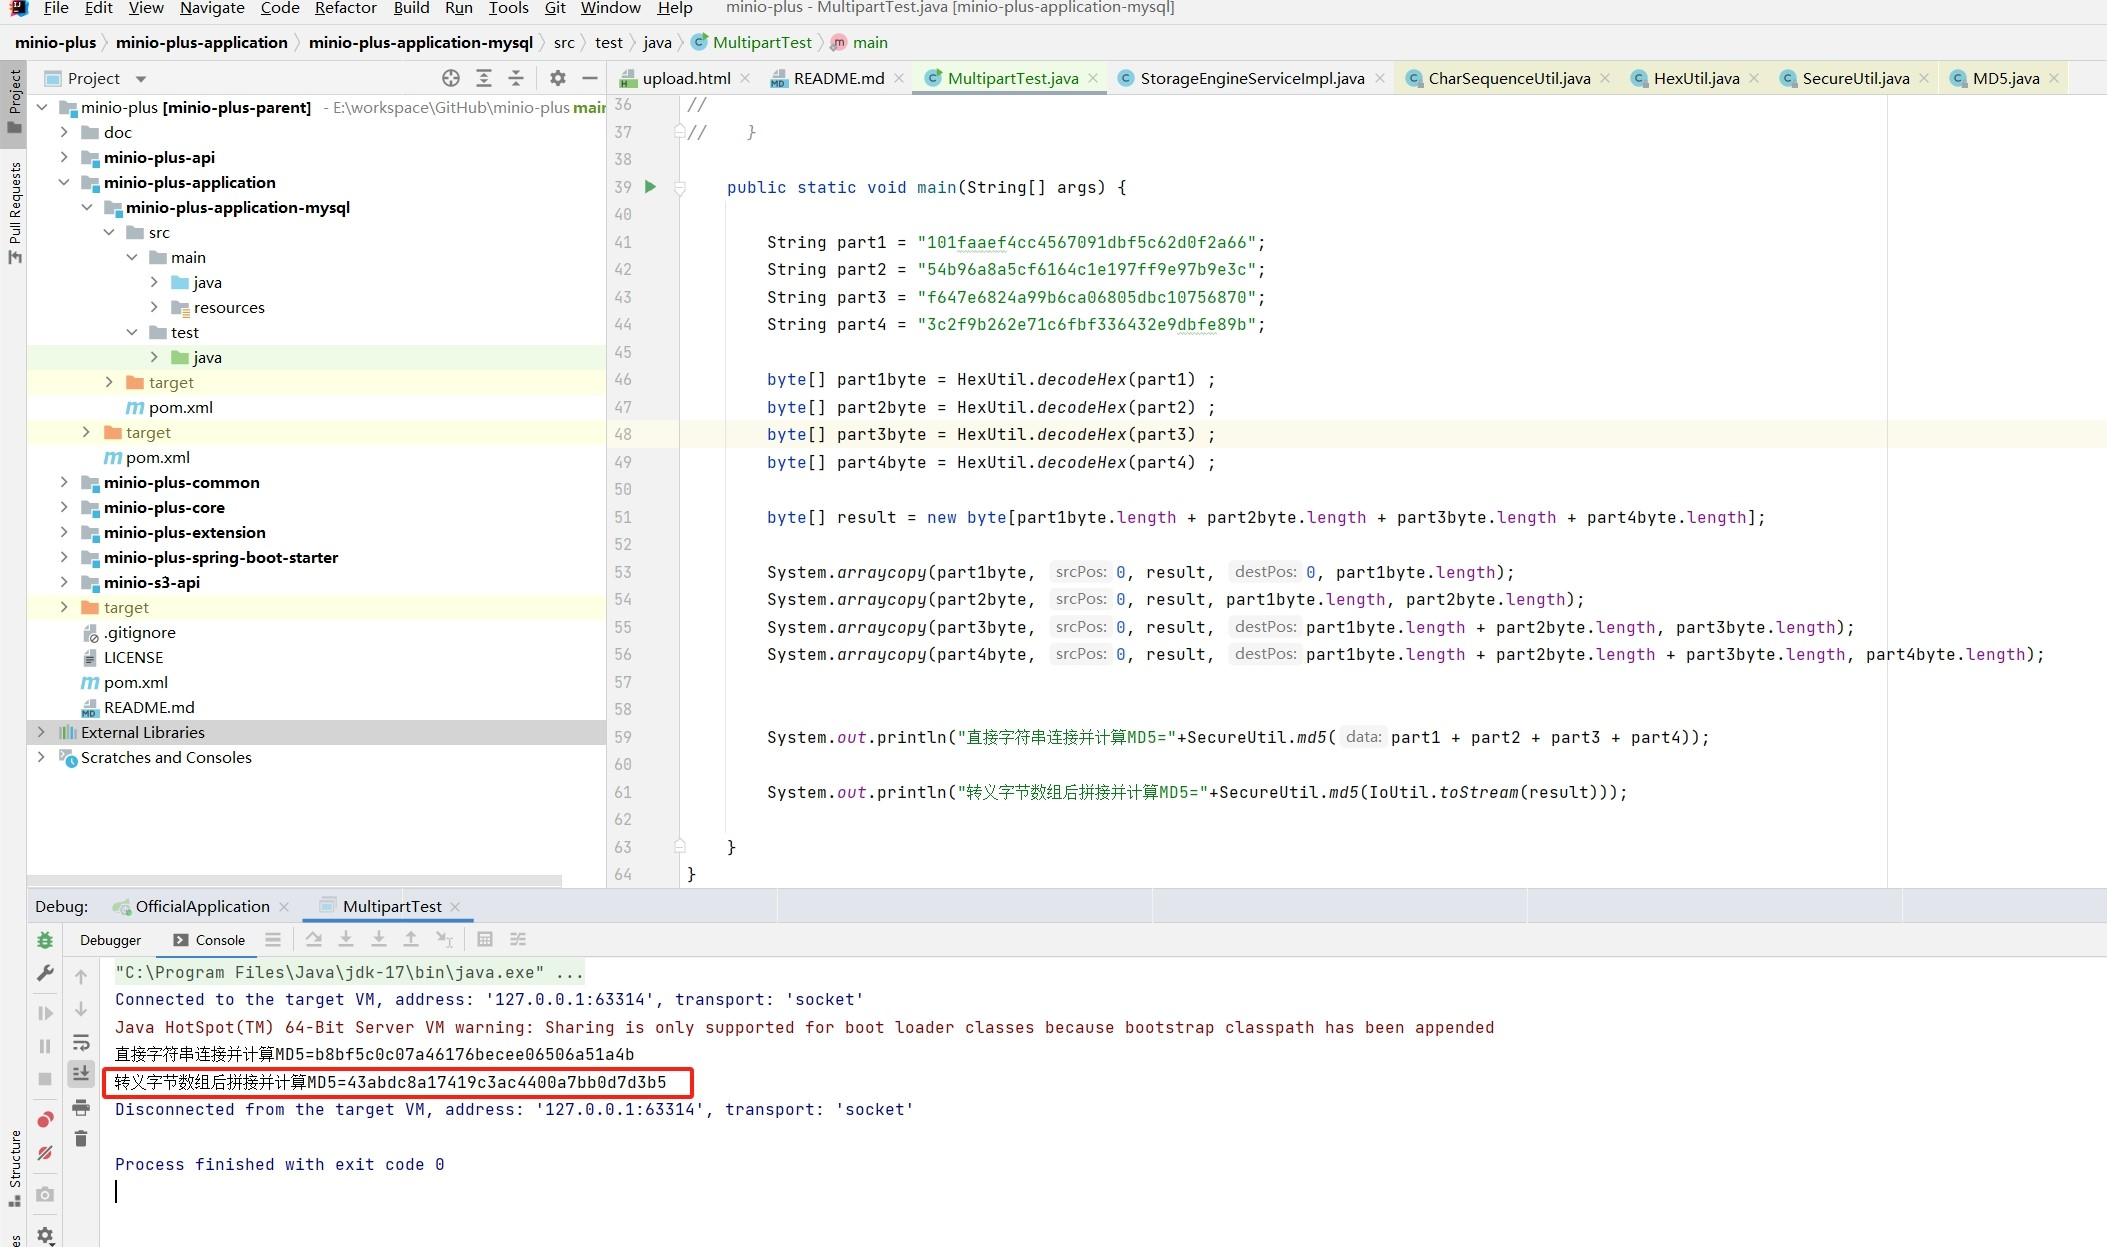 File Edit View Navigate Code Refactor Build Run Tools Git Window Help minio-plus - MultipartTest.java [minio-plus-application-mysql]
minio-plus minio-plus-application minio-plus-application-mysql src test java MultipartTest main
Project
upload.html README.md MultipartTest.java StorageEngineServiceImpl.java CharSequenceUtil.java HexUtil.java SecureUtil.java MD5.java
Project
Pull Requests
Structure
minio-plus [minio-plus-parent] - E:\workspace\GitHub\minio-plus main
doc
minio-plus-api
minio-plus-application
minio-plus-application-mysql
src
main
java
resources
test
java
target
pom.xml
target
pom.xml
minio-plus-common
minio-plus-core
minio-plus-extension
minio-plus-spring-boot-starter
minio-s3-api
target
.gitignore
LICENSE
pom.xml
README.md
External Libraries
Scratches and Consoles
36 //
37 // }
38
39 public static void main(String[] args) {
40
41 String part1 = "101faaef4cc4567091dbf5c62d0f2a66";
42 String part2 = "54b96a8a5cf6164c1e197ff9e97b9e3c";
43 String part3 = "f647e6824a99b6ca06805dbc10756870";
44 String part4 = "3c2f9b262e71c6fbf336432e9dbfe89b";
45
46 byte[] part1byte = HexUtil.decodeHex(part1) ;
47 byte[] part2byte = HexUtil.decodeHex(part2) ;
48 byte[] part3byte = HexUtil.decodeHex(part3) ;
49 byte[] part4byte = HexUtil.decodeHex(part4) ;
50
51 byte[] result = new byte[part1byte.length + part2byte.length + part3byte.length + part4byte.length];
52
53 System.arraycopy(part1byte, srcPos: 0, result, destPos: 0, part1byte.length);
54 System.arraycopy(part2byte, srcPos: 0, result, part1byte.length, part2byte.length);
55 System.arraycopy(part3byte, srcPos: 0, result, destPos: part1byte.length + part2byte.length, part3byte.length);
56 System.arraycopy(part4byte, srcPos: 0, result, destPos: part1byte.length + part2byte.length + part3byte.length, part4byte.length);
57
58
59 System.out.println("直接字符串连接并计算MD5="+SecureUtil.md5( data: part1 + part2 + part3 + part4));
60
61 System.out.println("转义字节数组后拼接并计算MD5="+SecureUtil.md5(IoUtil.toStream(result)));
62
63 }
64 }
Debug: OfficialApplication MultipartTest
Debugger Console
"C:\Program Files\Java\jdk-17\bin\java.exe" ...
Connected to the target VM, address: '127.0.0.1:63314', transport: 'socket'
Java HotSpot(TM) 64-Bit Server VM warning: Sharing is only supported for boot loader classes because bootstrap classpath has been appended
直接字符串连接并计算MD5=b8bf5c0c07a46176becee06506a51a4b
转义字节数组后拼接并计算MD5=43abdc8a17419c3ac4400a7bb0d7d3b5
Disconnected from the target VM, address: '127.0.0.1:63314', transport: 'socket'
Process finished with exit code 0